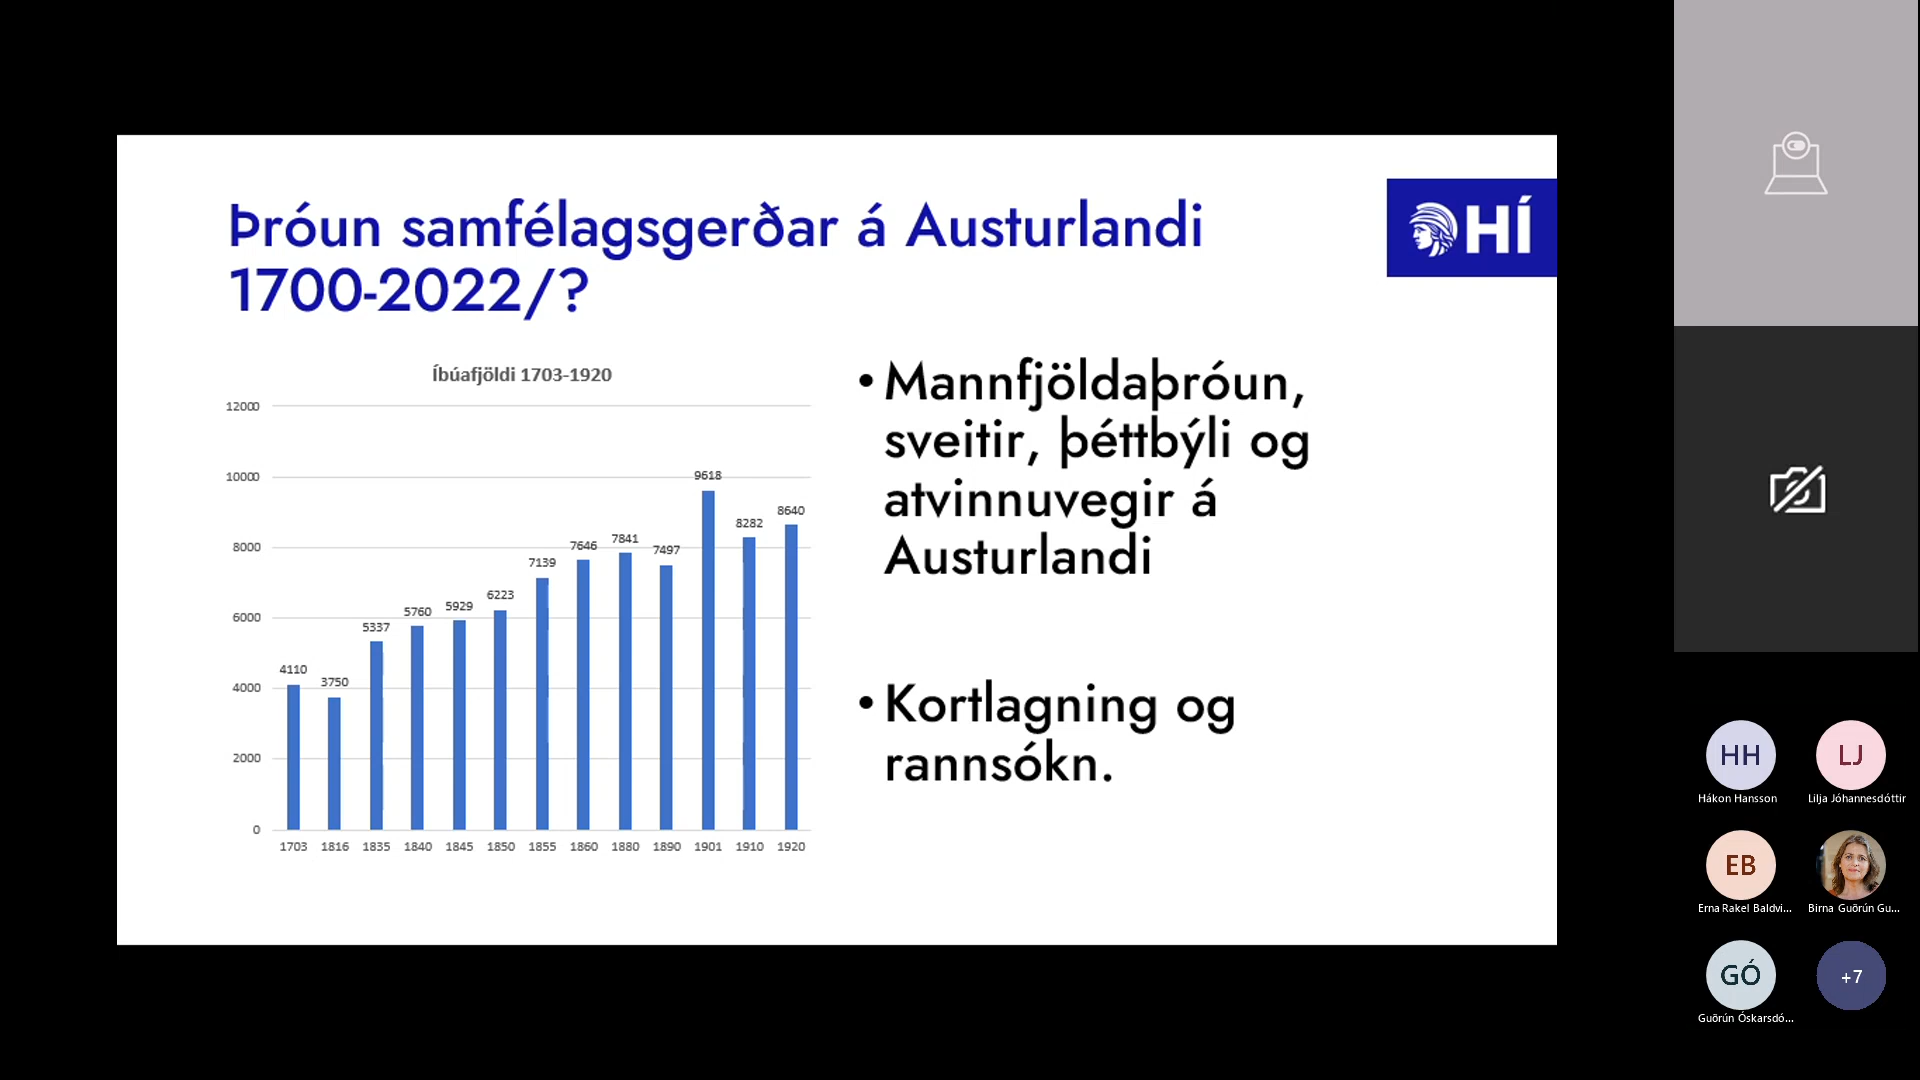 Þróun samfélagsgerðar á Austurlandi
1700-2022/?
HÍ
Íbúafjöldi 1703-1920
12000
10000
8000
6000
4000
2000
0
4110
3750
5337
5760
5929
6223
7139
7646
7841
7497
9618
8282
8640
1703 1816 1835 1840 1845 1850 1855 1860 1880 1890 1901 1910 1920
• Mannfjöldaþróun,
sveitir, þéttbýli og
atvinnuvegir á
Austurlandi
• Kortlagning og
rannsókn.
HH
Hákon Hansson
LJ
Lilja Jóhannesdóttir
EB
Erna Rakel Baldvi...
Birna Guðrún Gu...
GÓ
Guðrún Óskarsdó...
+7